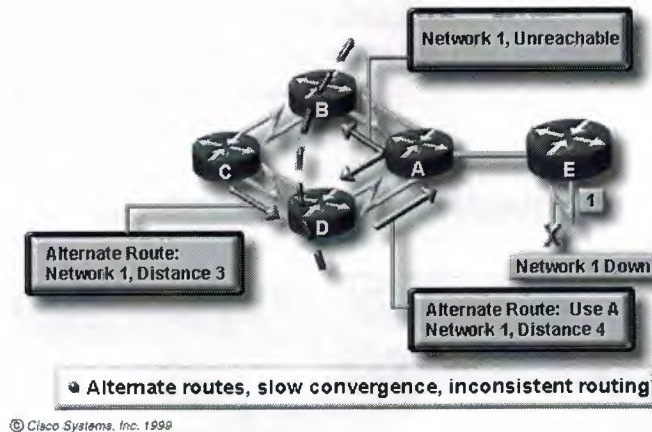 Network 1, Unreachable
B
C
A
E
D
1
Alternate Route:
Network 1, Distance 3
Network 1 Down
Alternate Route: Use A
Network 1, Distance 4
Alternate routes, slow convergence, inconsistent routing
© Cisco Systems, Inc. 1999